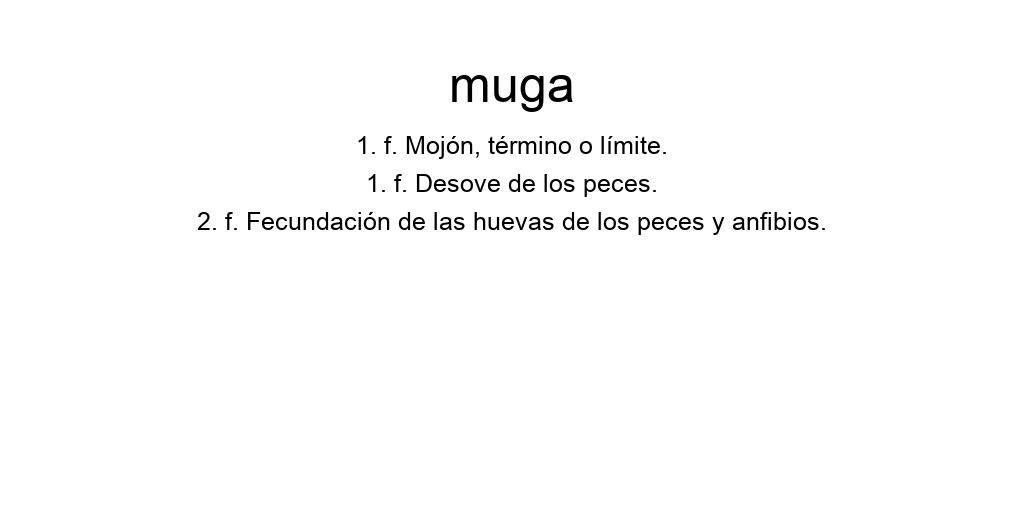 muga
1. f. Mojón, término o límite.
1. f. Desove de los peces.
2. f. Fecundación de las huevas de los peces y anfibios.